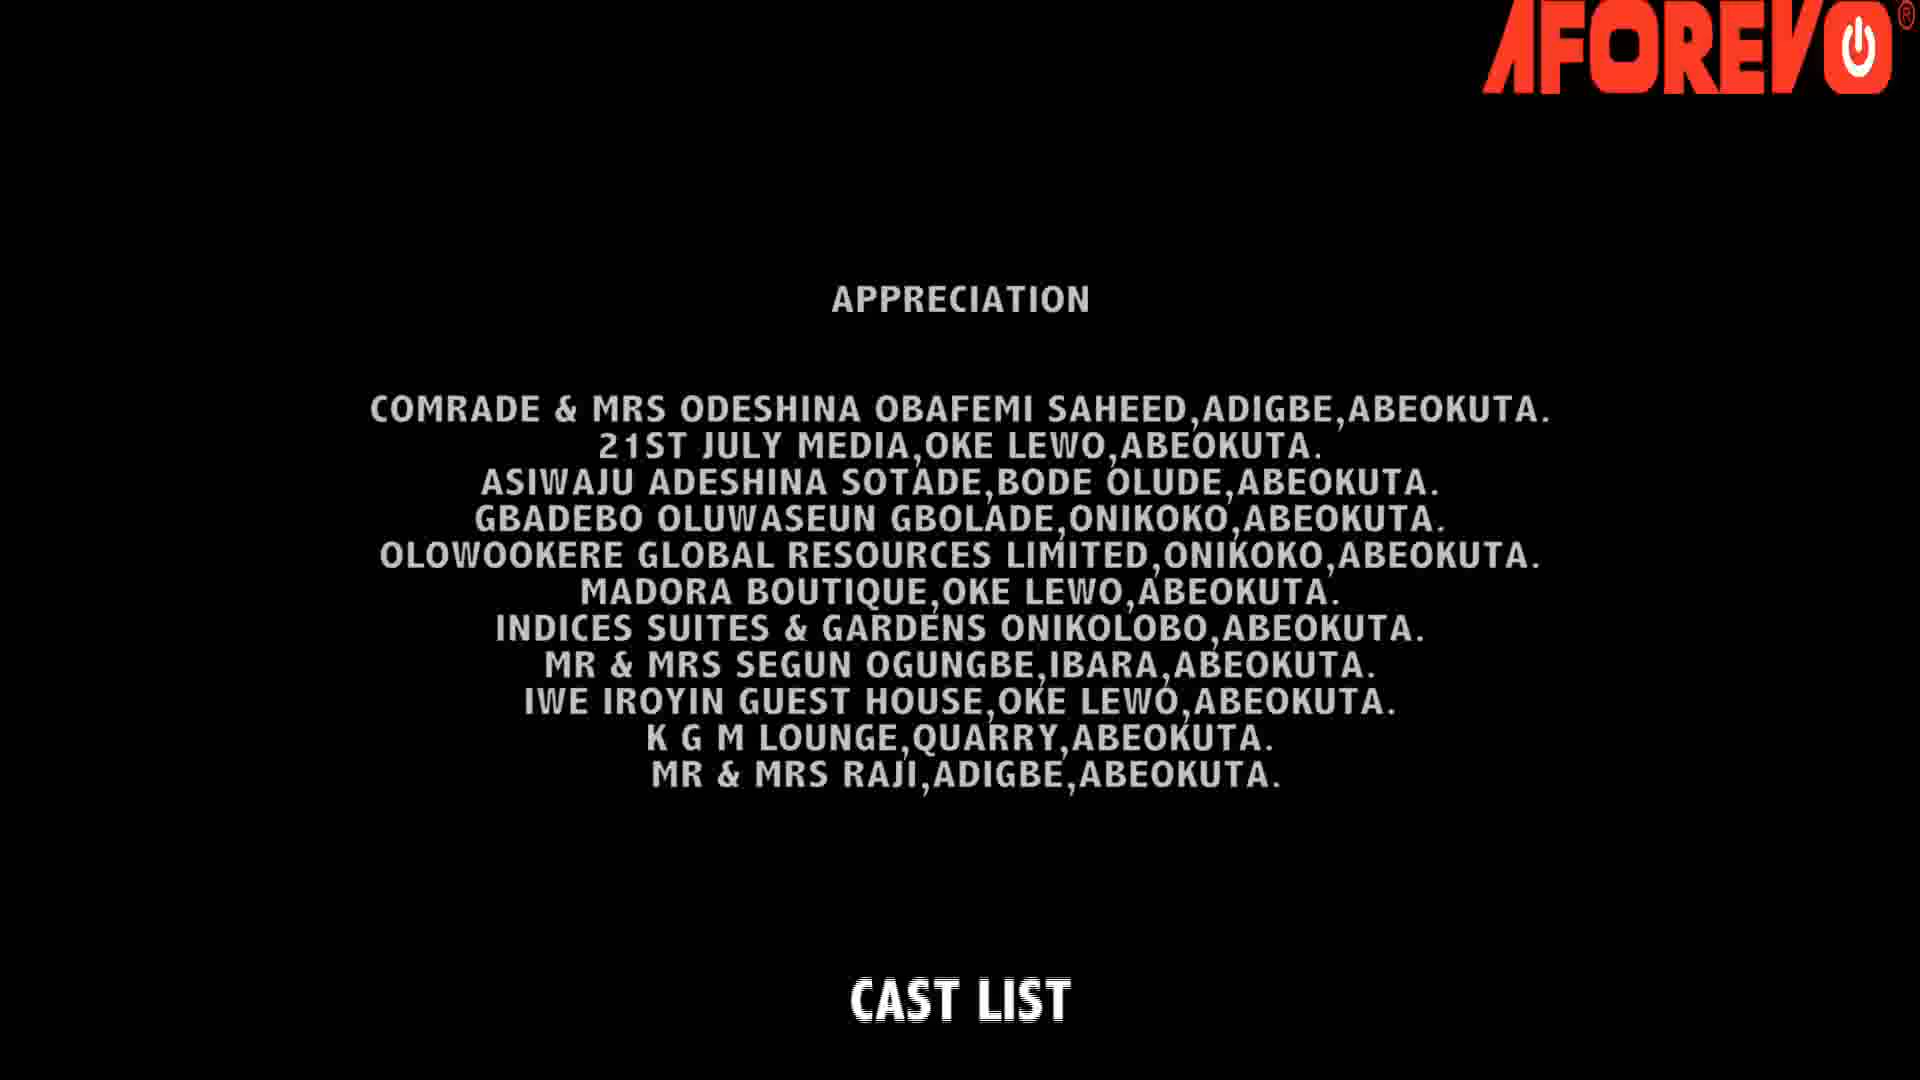 AFOREVO®
APPRECIATION
COMRADE & MRS ODESHINA OBAFEMI SAHEED,ADIGBE,ABEOKUTA.
21ST JULY MEDIA,OKE LEWO,ABEOKUTA.
ASIWAJU ADESHINA SOTADE,BODE OLUDE,ABEOKUTA.
GBADEBO OLUWASEUN GBOLADE,ONIKOKO,ABEOKUTA.
OLOWOOKERE GLOBAL RESOURCES LIMITED,ONIKOKO,ABEOKUTA.
MADORA BOUTIQUE,OKE LEWO,ABEOKUTA.
INDICES SUITES & GARDENS ONIKOLOBO,ABEOKUTA.
MR & MRS SEGUN OGUNGBE,IBARA,ABEOKUTA.
IWE IROYIN GUEST HOUSE,OKE LEWO,ABEOKUTA.
K G M LOUNGE,QUARRY,ABEOKUTA.
MR & MRS RAJI,ADIGBE,ABEOKUTA.
CAST LIST